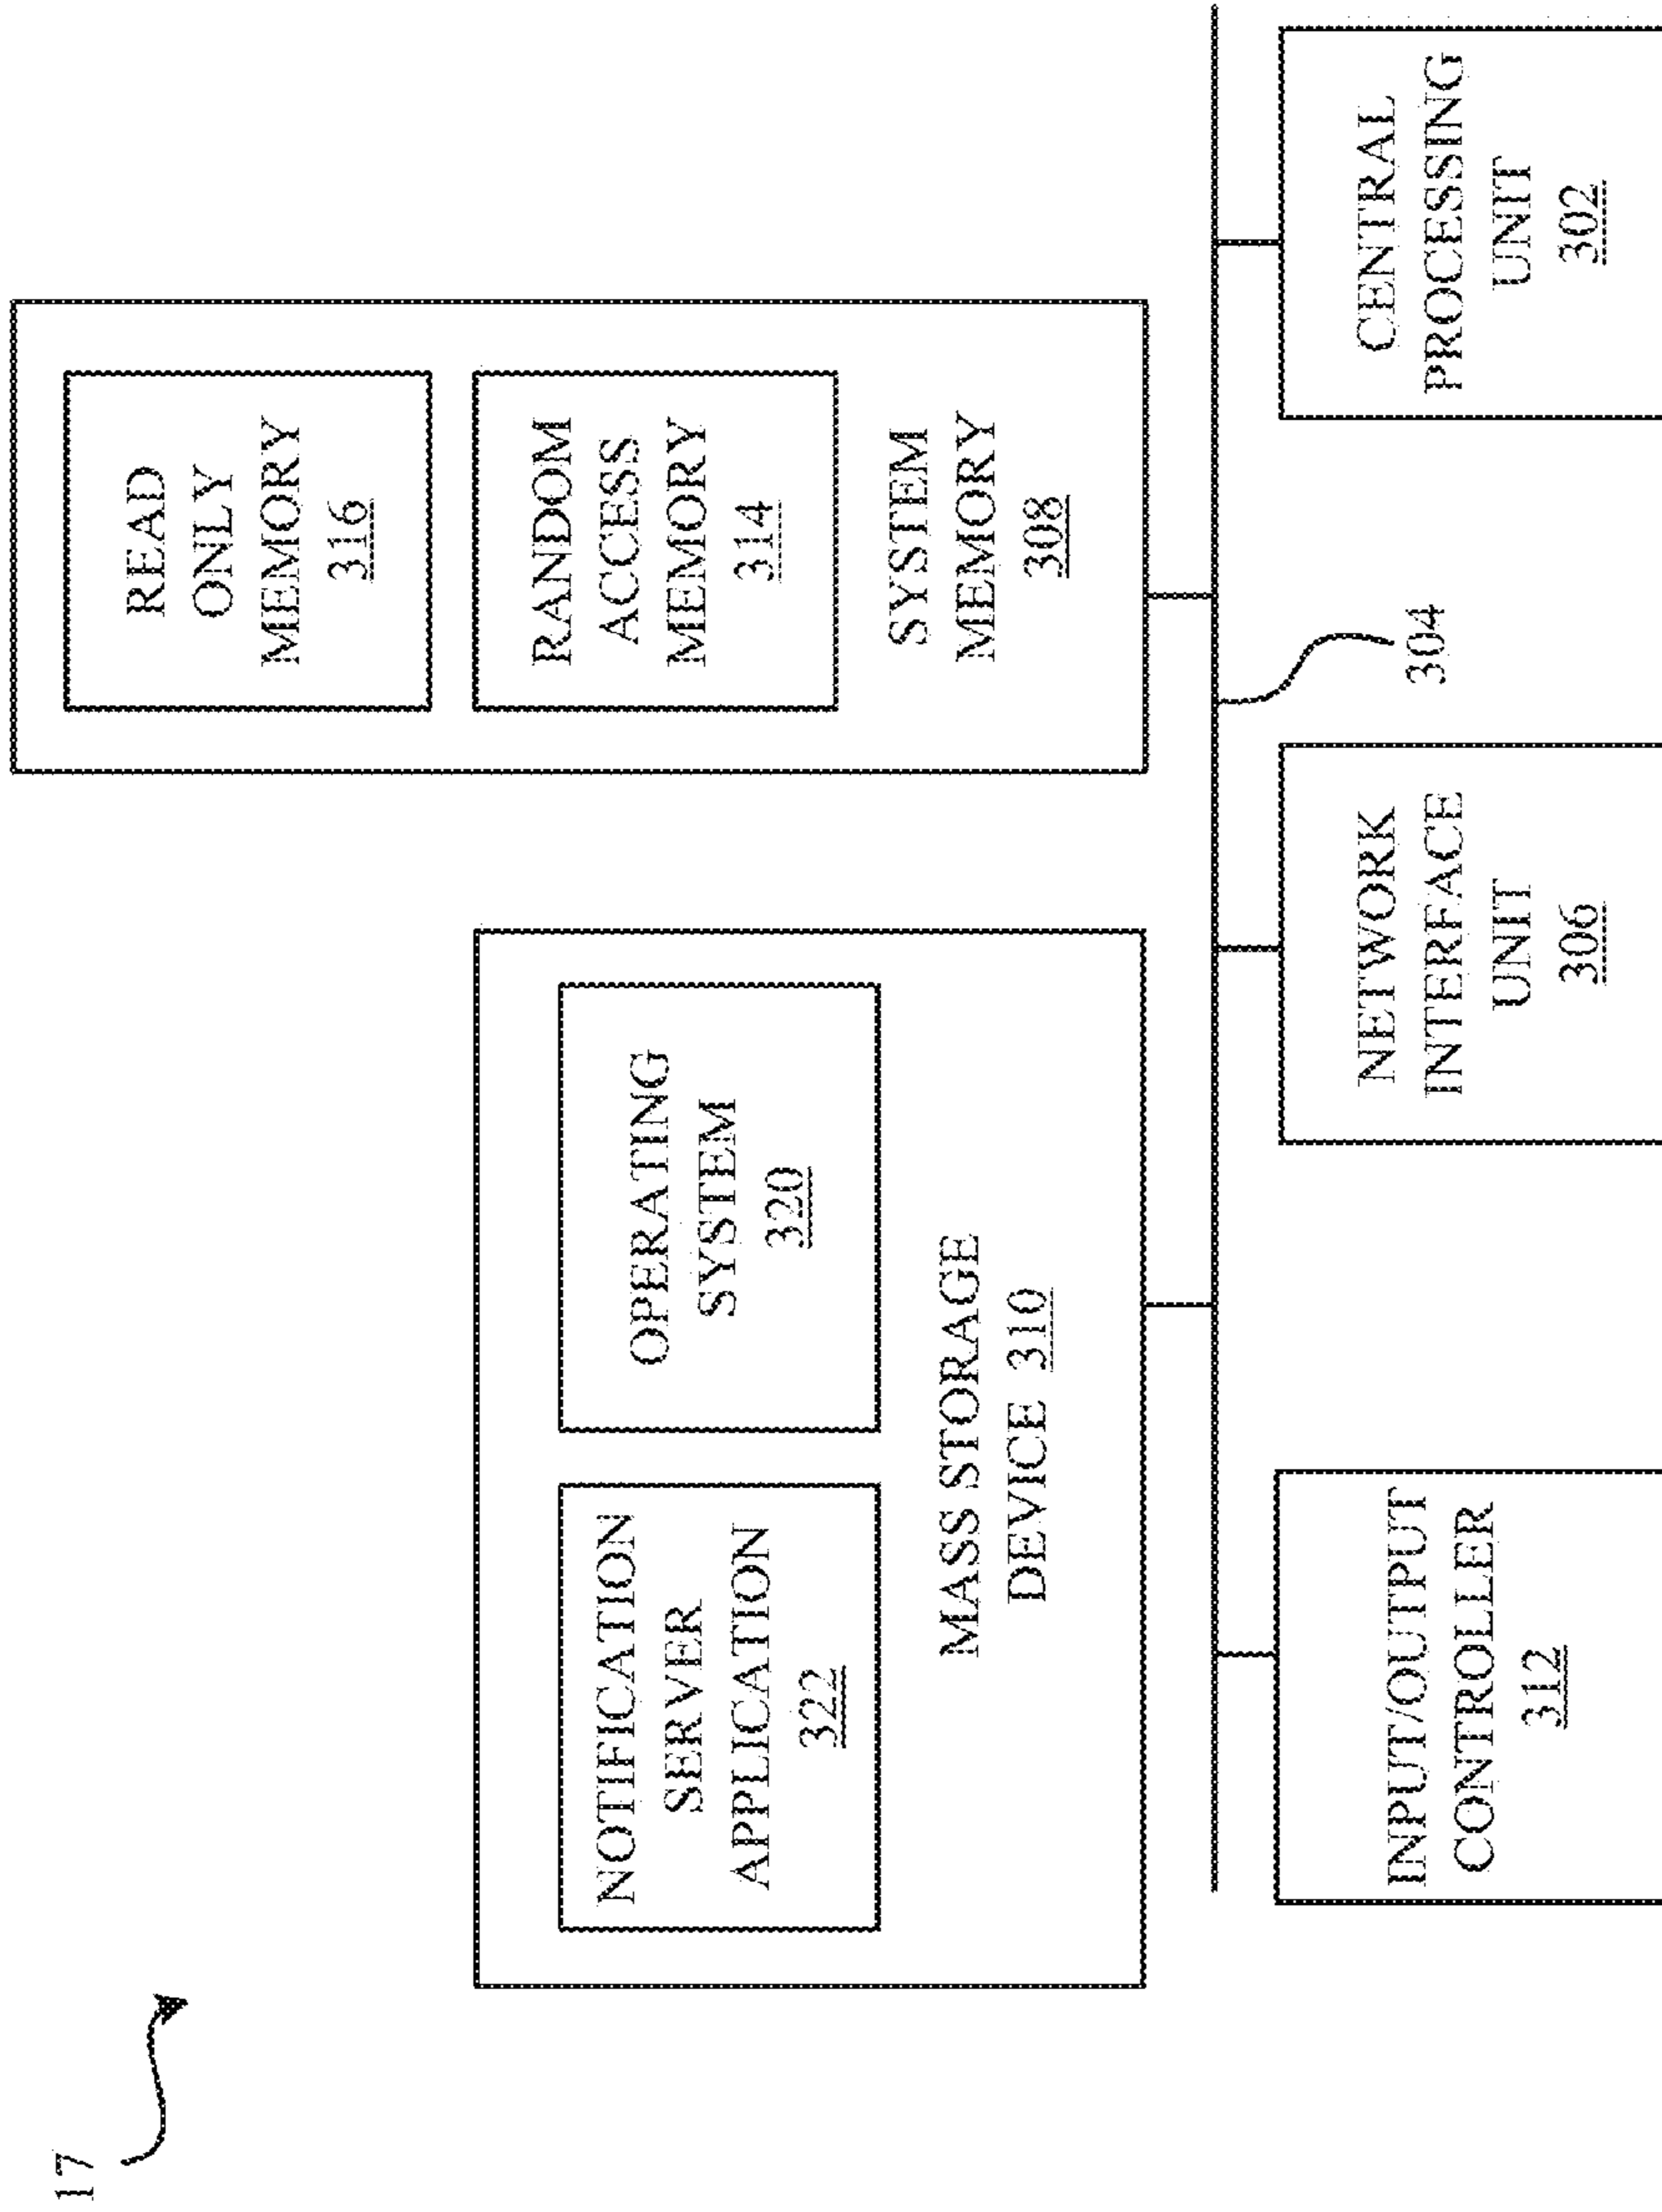 17
NOTIFICATION
SERVER
APPLICATION
322
OPERATING
SYSTEM
320
MASS STORAGE
DEVICE 310
READ
ONLY
MEMORY
316
RANDOM
ACCESS
MEMORY
314
SYSTEM
MEMORY
308
304
INPUT/OUTPUT
CONTROLLER
312
NETWORK
INTERFACE
UNIT
306
CENTRAL
PROCESSING
UNIT
302